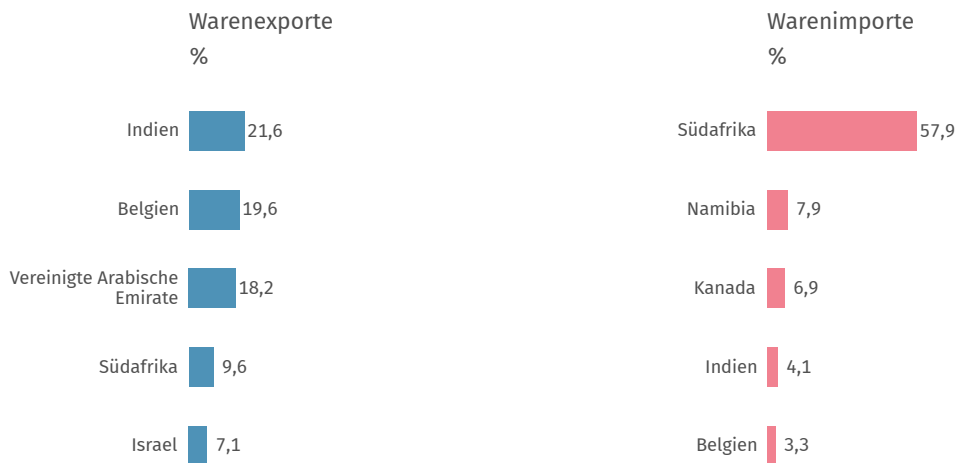 Warenexporte
%
Indien 21,6
Belgien 19,6
Vereinigte Arabische
Emirate 18,2
Südafrika 9,6
Israel 7,1
Warenimporte
%
Südafrika 57,9
Namibia 7,9
Kanada 6,9
Indien 4,1
Belgien 3,3